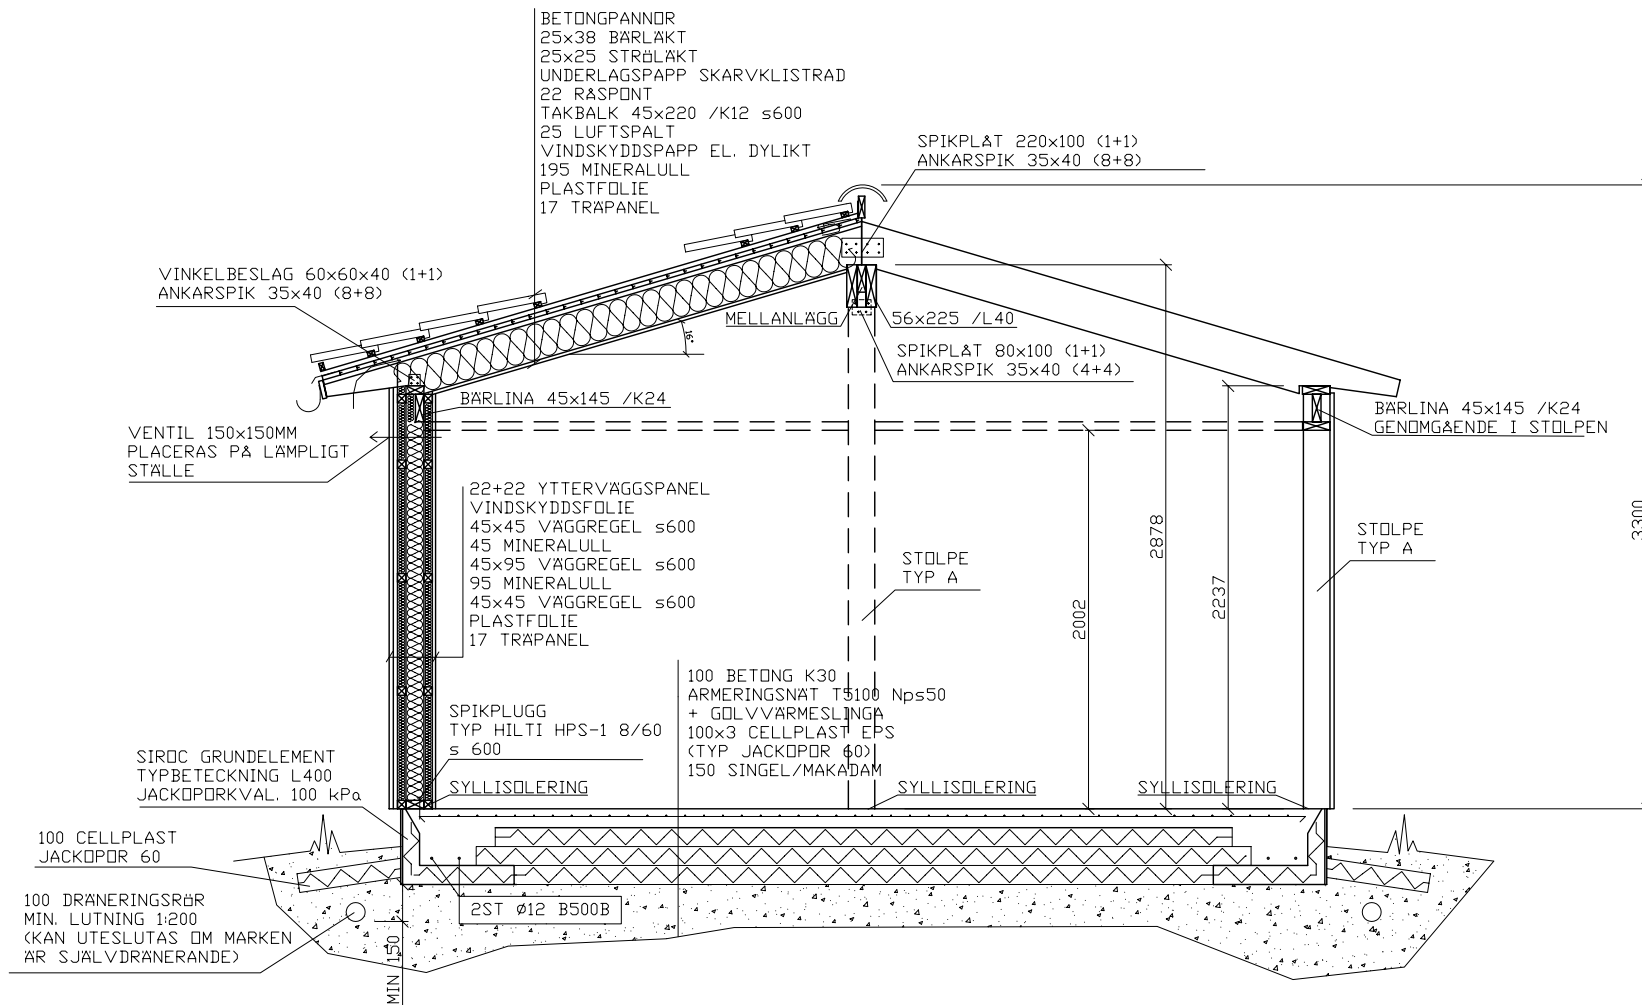 BETONGPANNOR
25x38 BÄRLÄKT
25x25 STRÖLÄKT
UNDERLAGSPAPP SKARVKLISTRAD
22 RÅSPONT
TAKBALK 45x220 /K12 s600
25 LUFTSPALT
VINDSKYDDSPAPP EL. DYLIKT
195 MINERALULL
PLASTFOLIE
17 TRÄPANEL
SPIKPLÅT 220x100 (1+1)
ANKARSPIK 35x40 (8+8)
VINKELBESLAG 60x60x40 (1+1)
ANKARSPIK 35x40 (8+8)
MELLANLÄGG
56x225 /L40
16°
SPIKPLÅT 80x100 (1+1)
ANKARSPIK 35x40 (4+4)
BÄRLINA 45x145 /K24
BÄRLINA 45x145 /K24
GENOMGÅENDE I STOLPEN
VENTIL 150x150MM
PLACERAS PÅ LÄMPLIGT
STÄLLE
22+22 YTTERVÄGGSPANEL
VINDSKYDDSFOLIE
45x45 VÄGGREGEL s600
45 MINERALULL
45x95 VÄGGREGEL s600
95 MINERALULL
45x45 VÄGGREGEL s600
PLASTFOLIE
17 TRÄPANEL
STOLPE
TYP A
2002
2878
2237
STOLPE
TYP A
3300
100 BETONG K30
ARMERINGSNÄT T5100 Nps50
+ GOLVVÄRMESLINGA
100x3 CELLPLAST EPS
(TYP JACKOPOR 60)
150 SINGEL/MAKADAM
SPIKPLUGG
TYP HILTI HPS-1 8/60
s 600
SIROC GRUNDELEMENT
TYPBETECKNING L400
JACKOPORKVAL. 100 kPa
SYLLISOLERING
SYLLISOLERING
SYLLISOLERING
100 CELLPLAST
JACKOPOR 60
100 DRÄNERINGSRÖR
MIN. LUTNING 1:200
(KAN UTESLUTAS OM MARKEN
ÄR SJÄLVDRÄNERANDE)
2ST Ø12 B500B
MIN 150